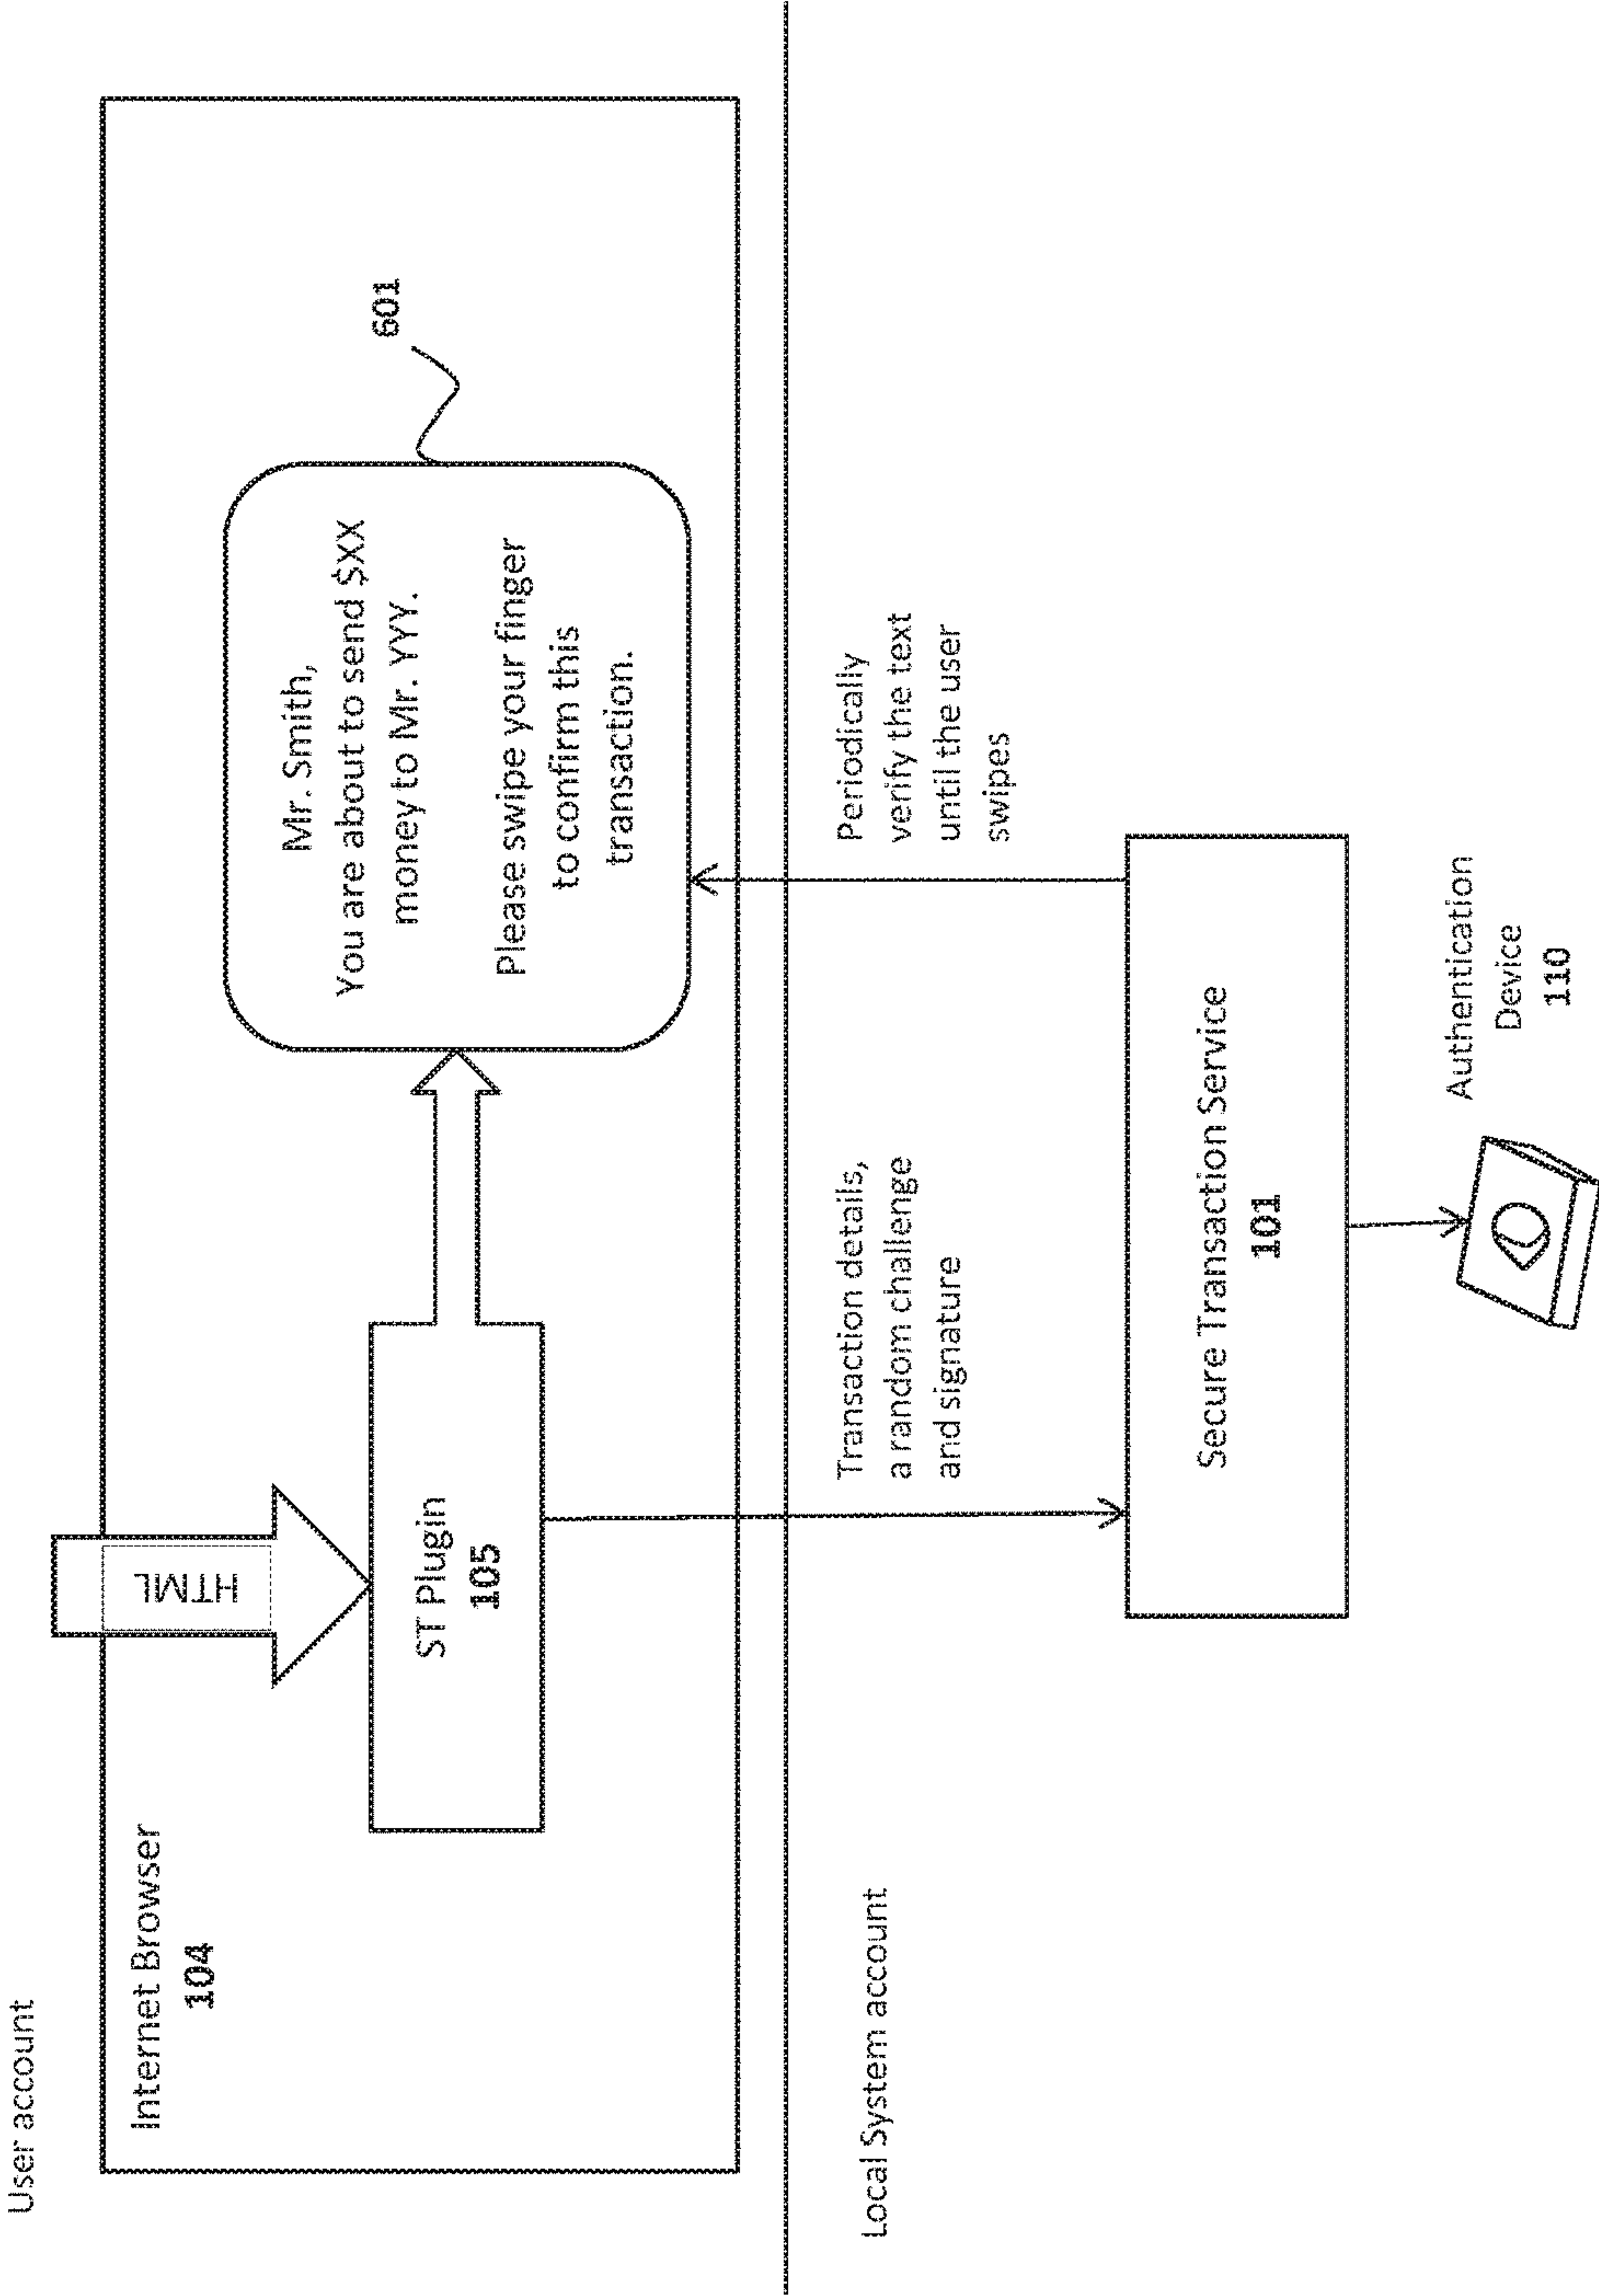 User account
Internet Browser
104
HTML
ST Plugin
105
Mr. Smith,
You are about to send $XX
money to Mr. YYY.
Please swipe your finger
to confirm this
transaction.
601
Local System account
Transaction details,
a random challenge
and signature
Periodically
verify the text
until the user
swipes
Secure Transaction Service
101
Authentication
Device
110